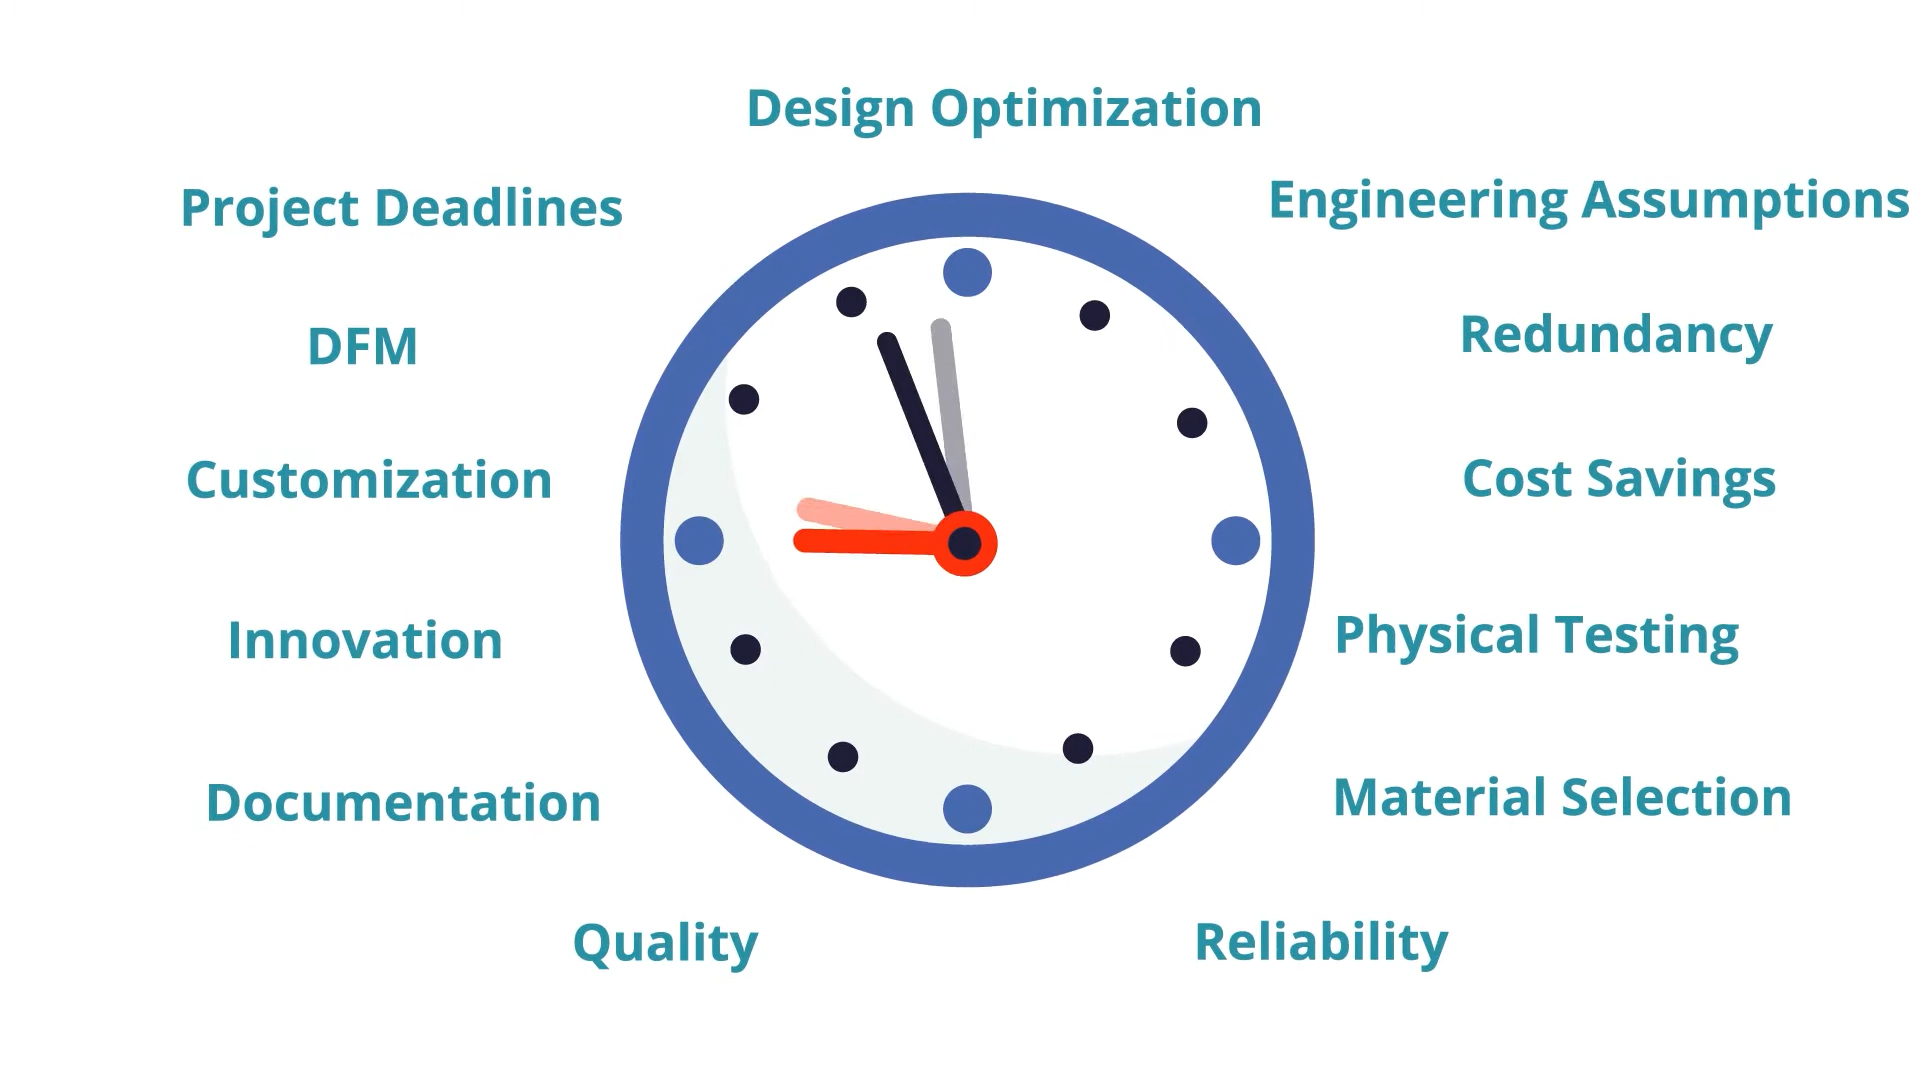 Design Optimization
Project Deadlines
Engineering Assumptions
DFM
Redundancy
Customization
Cost Savings
Innovation
Physical Testing
Documentation
Material Selection
Quality
Reliability